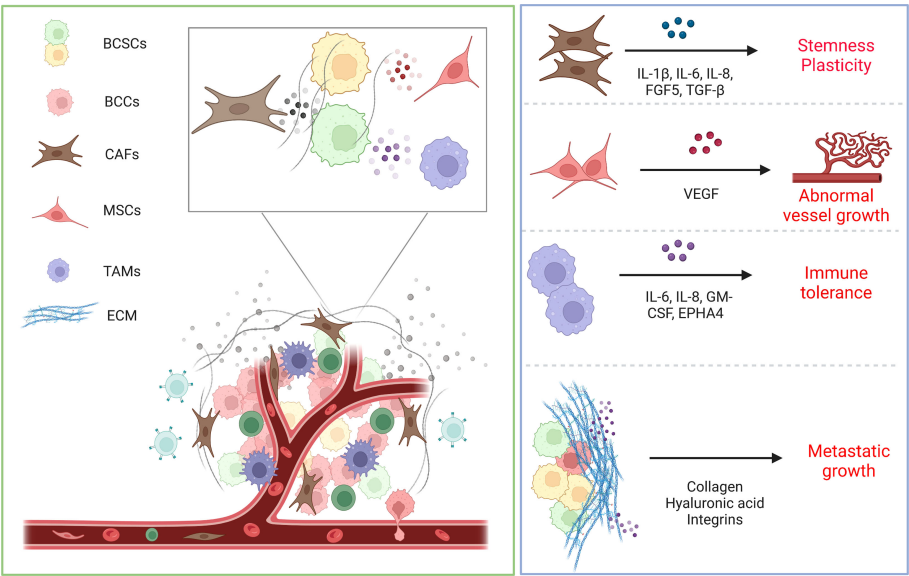 BCSCs
BCCs
CAFs
MSCs
TAMs
ECM
IL-1β, IL-6, IL-8,
FGF5, TGF-β
Stemness
Plasticity
VEGF
Abnormal
vessel growth
IL-6, IL-8, GM-
CSF, EPHA4
Immune
tolerance
Collagen
Hyaluronic acid
Integrins
Metastatic
growth